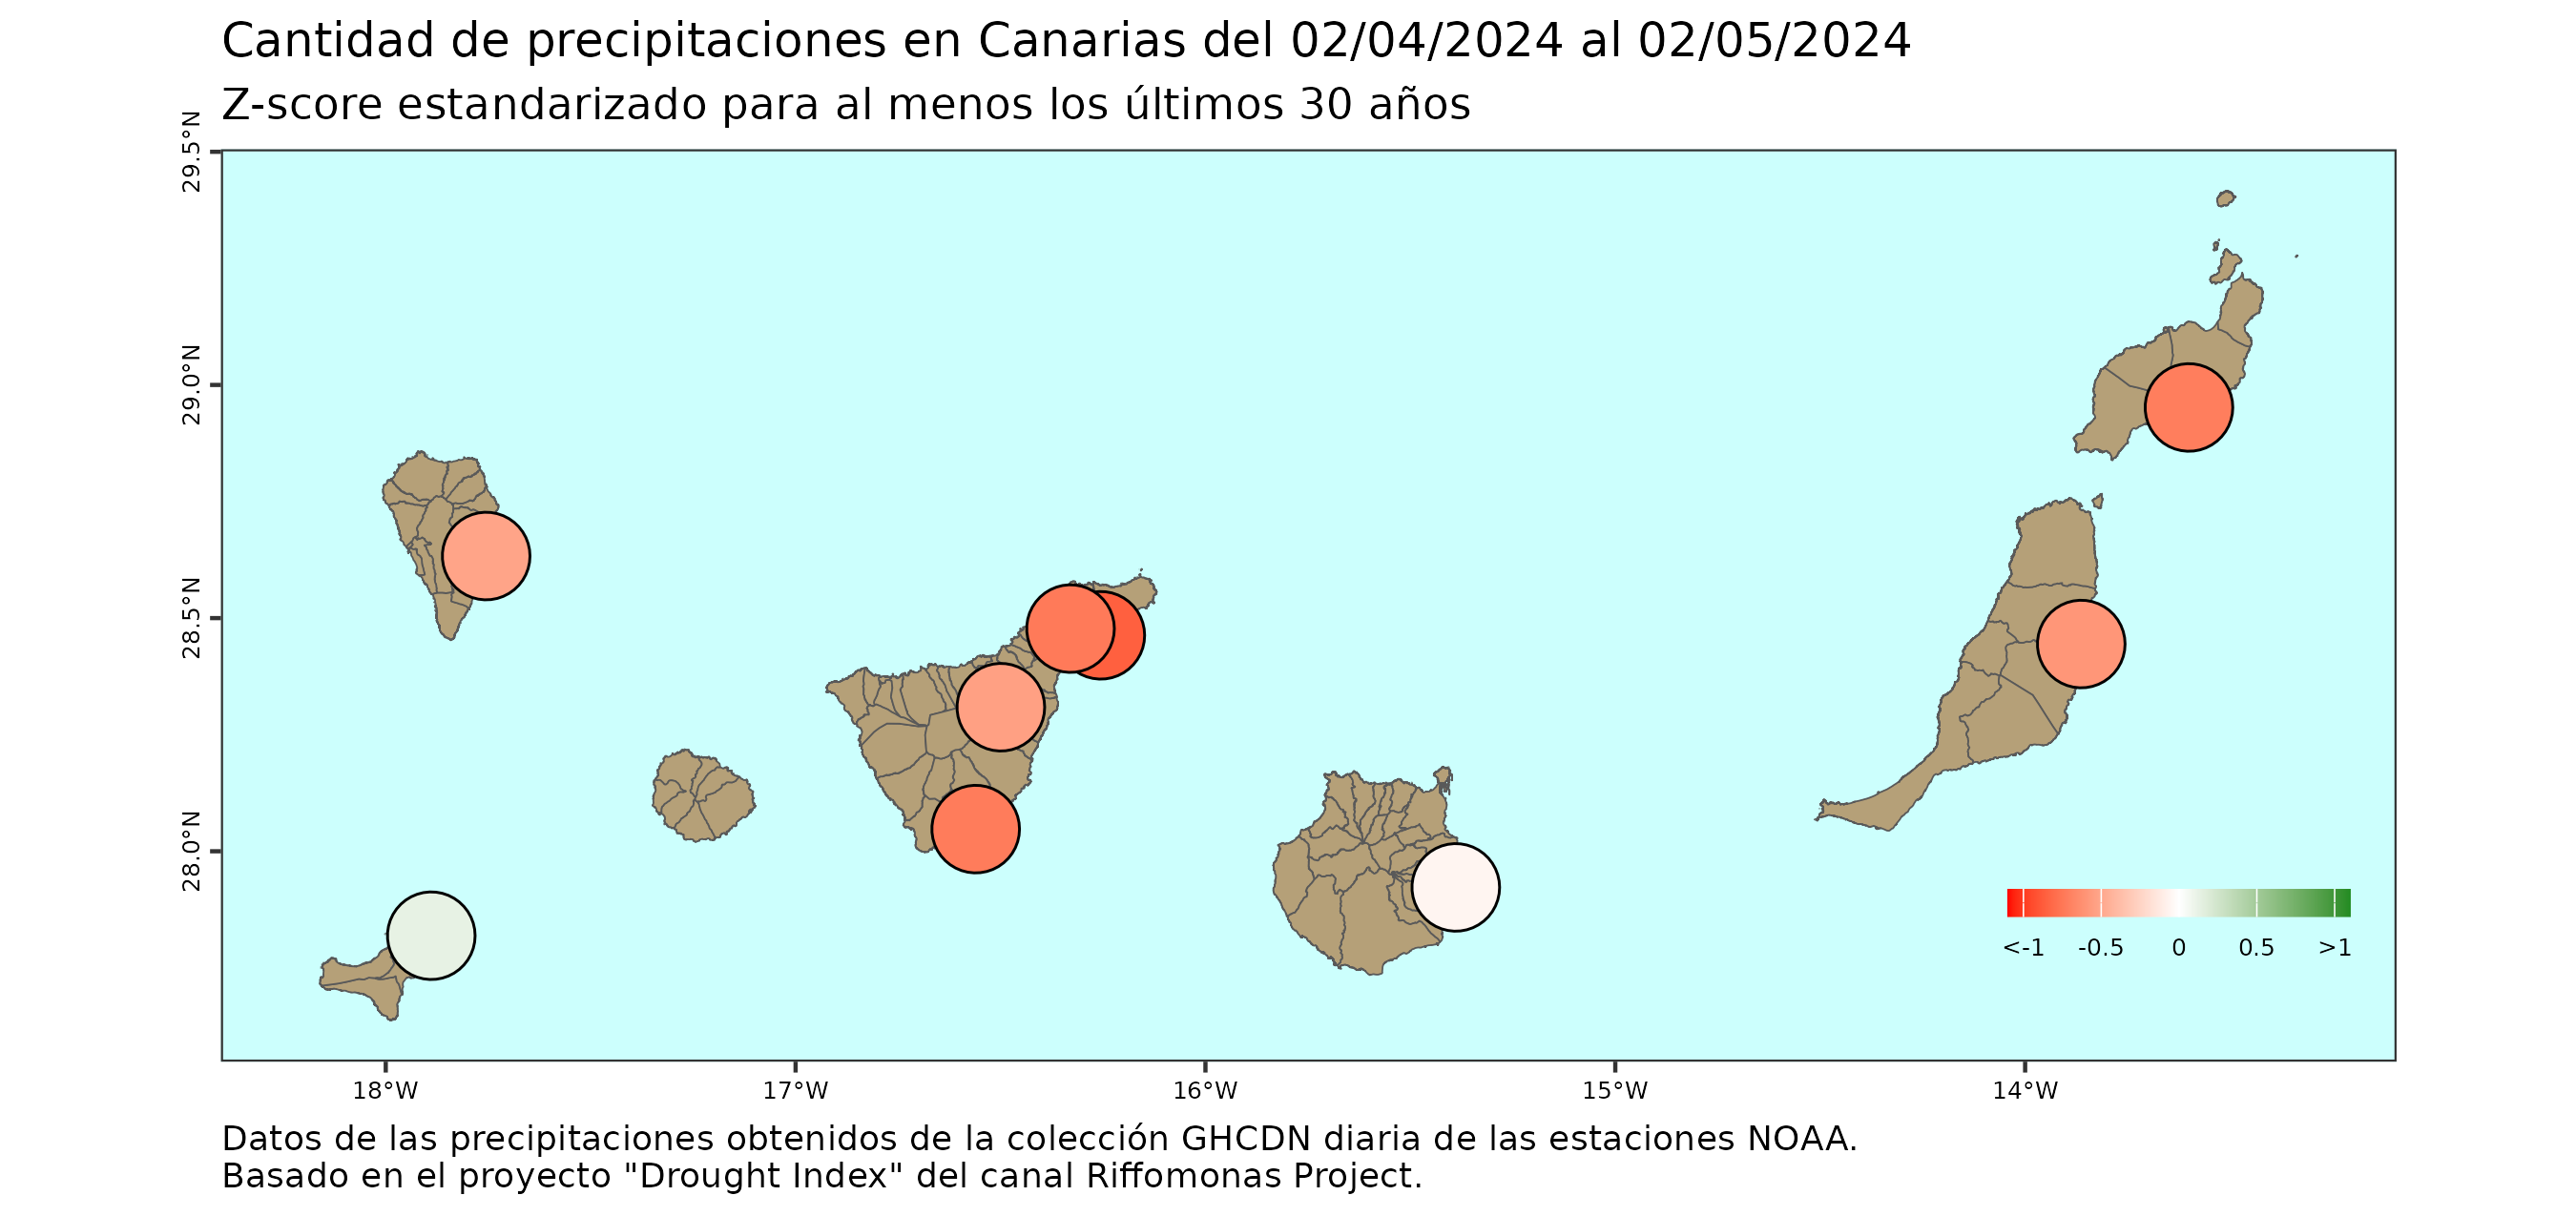 Cantidad de precipitaciones en Canarias del 02/04/2024 al 02/05/2024
Z-score estandarizado para al menos los últimos 30 años
29.5°N
29.0°N
28.5°N
28.0°N
<-1 -0.5 0 0.5 >1
18°W 17°W 16°W 15°W 14°W
Datos de las precipitaciones obtenidos de la colección GHCDN diaria de las estaciones NOAA.
Basado en el proyecto "Drought Index" del canal Riffomonas Project.